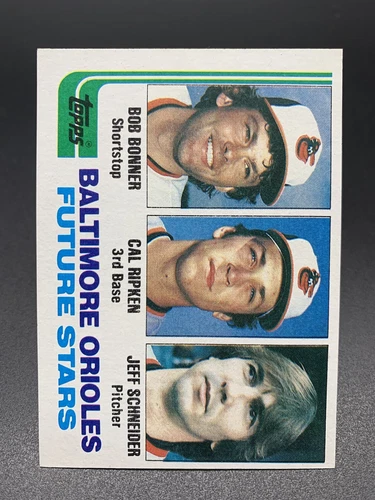 BOB BONNER
Shortstop
CAL RIPKEN
3rd Base
JEFF SCHNEIDER
Pitcher
topps®
BALTIMORE ORIOLES
FUTURE STARS